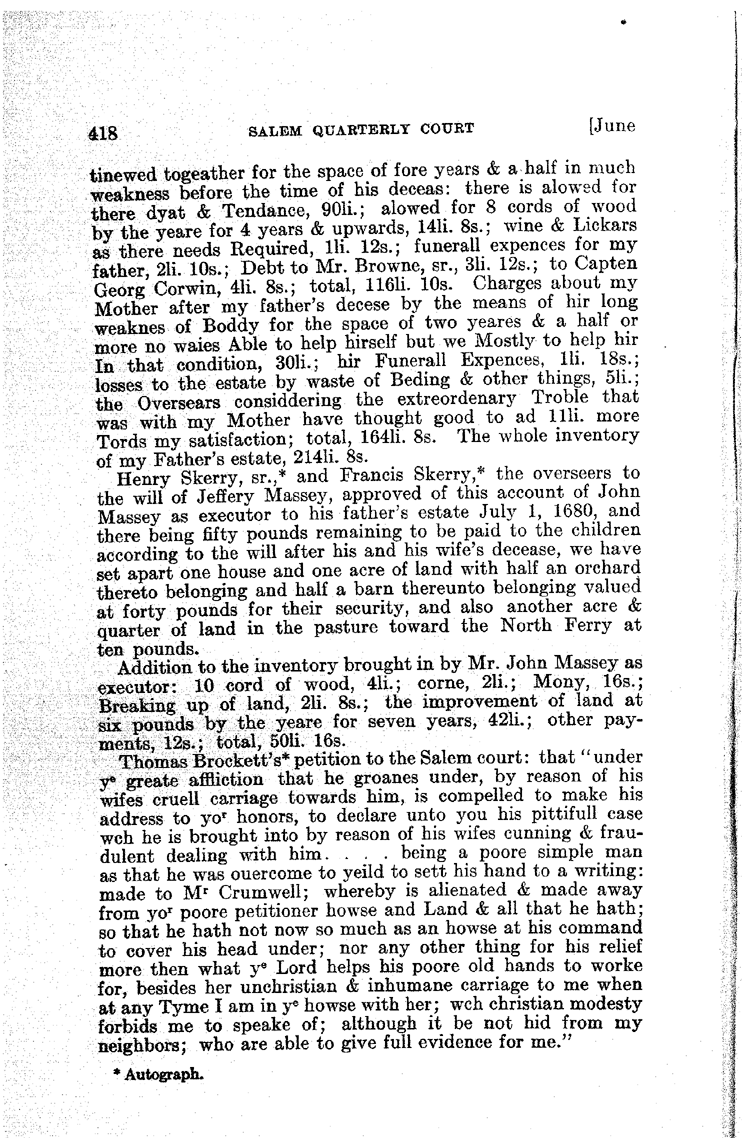 418 SALEM QUARTERLY COURT [June
tinewed togeather for the space of fore years & a half in much
weakness before the time of his deceas: there is alowed for
there dyat & Tendance, 90li.; alowed for 8 cords of wood
by the yeare for 4 years & upwards, 14li. 8s.; wine & Lickars
as there needs Required, 1li. 12s.; funerall expences for my
father, 2li. 10s.; Debt to Mr. Browne, sr., 3li. 12s.; to Capten
Georg Corwin, 4li. 8s.; total, 116li. 10s. Charges about my
Mother after my father's decese by the means of hir long
weaknes of Boddy for the space of two yeares & a half or
more no waies Able to help hirself but we Mostly to help hir
In that condition, 30li.; hir Funerall Expences, 1li. 18s.;
losses to the estate by waste of Beding & other things, 5li.;
the Oversears considdering the extreordenary Troble that
was with my Mother have thought good to ad 11li. more
Tords my satisfaction; total, 164li. 8s. The whole inventory
of my Father's estate, 214li. 8s.
Henry Skerry, sr.,* and Francis Skerry,* the overseers to
the will of Jeffery Massey, approved of this account of John
Massey as executor to his father's estate July 1, 1680, and
there being fifty pounds remaining to be paid to the children
according to the will after his and his wife's decease, we have
set apart one house and one acre of land with half an orchard
thereto belonging and half a barn thereunto belonging valued
at forty pounds for their security, and also another acre &
quarter of land in the pasture toward the North Ferry at
ten pounds.
Addition to the inventory brought in by Mr. John Massey as
executor: 10 cord of wood, 4li.; corne, 2li.; Mony, 16s.;
Breaking up of land, 2li. 8s.; the improvement of land at
six pounds by the yeare for seven years, 42li.; other pay-
ments, 12s.; total, 50li. 16s.
Thomas Brockett's* petition to the Salem court: that "under
yᵉ greate affliction that he groanes under, by reason of his
wifes cruell carriage towards him, is compelled to make his
address to yoʳ honors, to declare unto you his pittifull case
wch he is brought into by reason of his wifes cunning & frau-
dulent dealing with him. . . . being a poore simple man
as that he was ouercome to yeild to sett his hand to a writing:
made to Mʳ Crumwell; whereby is alienated & made away
from yoʳ poore petitioner howse and Land & all that he hath;
so that he hath not now so much as an howse at his command
to cover his head under; nor any other thing for his relief
more then what yᵉ Lord helps his poore old hands to worke
for, besides her unchristian & inhumane carriage to me when
at any Tyme I am in yᵉ howse with her; wch christian modesty
forbids me to speake of; although it be not hid from my
neighbors; who are able to give full evidence for me."
* Autograph.